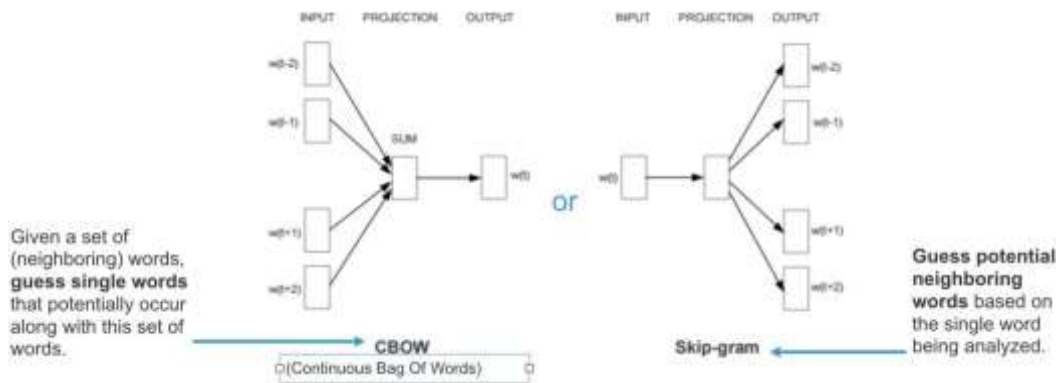 INPUT PROJECTION OUTPUT
w(t-2)
w(t-1)
SUM
w(t)
w(t+1)
w(t+2)
CBOW
(Continuous Bag Of Words)
Given a set of
(neighboring) words,
guess single words
that potentially occur
along with this set of
words.
or
INPUT PROJECTION OUTPUT
w(t-2)
w(t-1)
w(t)
w(t+1)
w(t+2)
Skip-gram
Guess potential
neighboring
words based on
the single word
being analyzed.